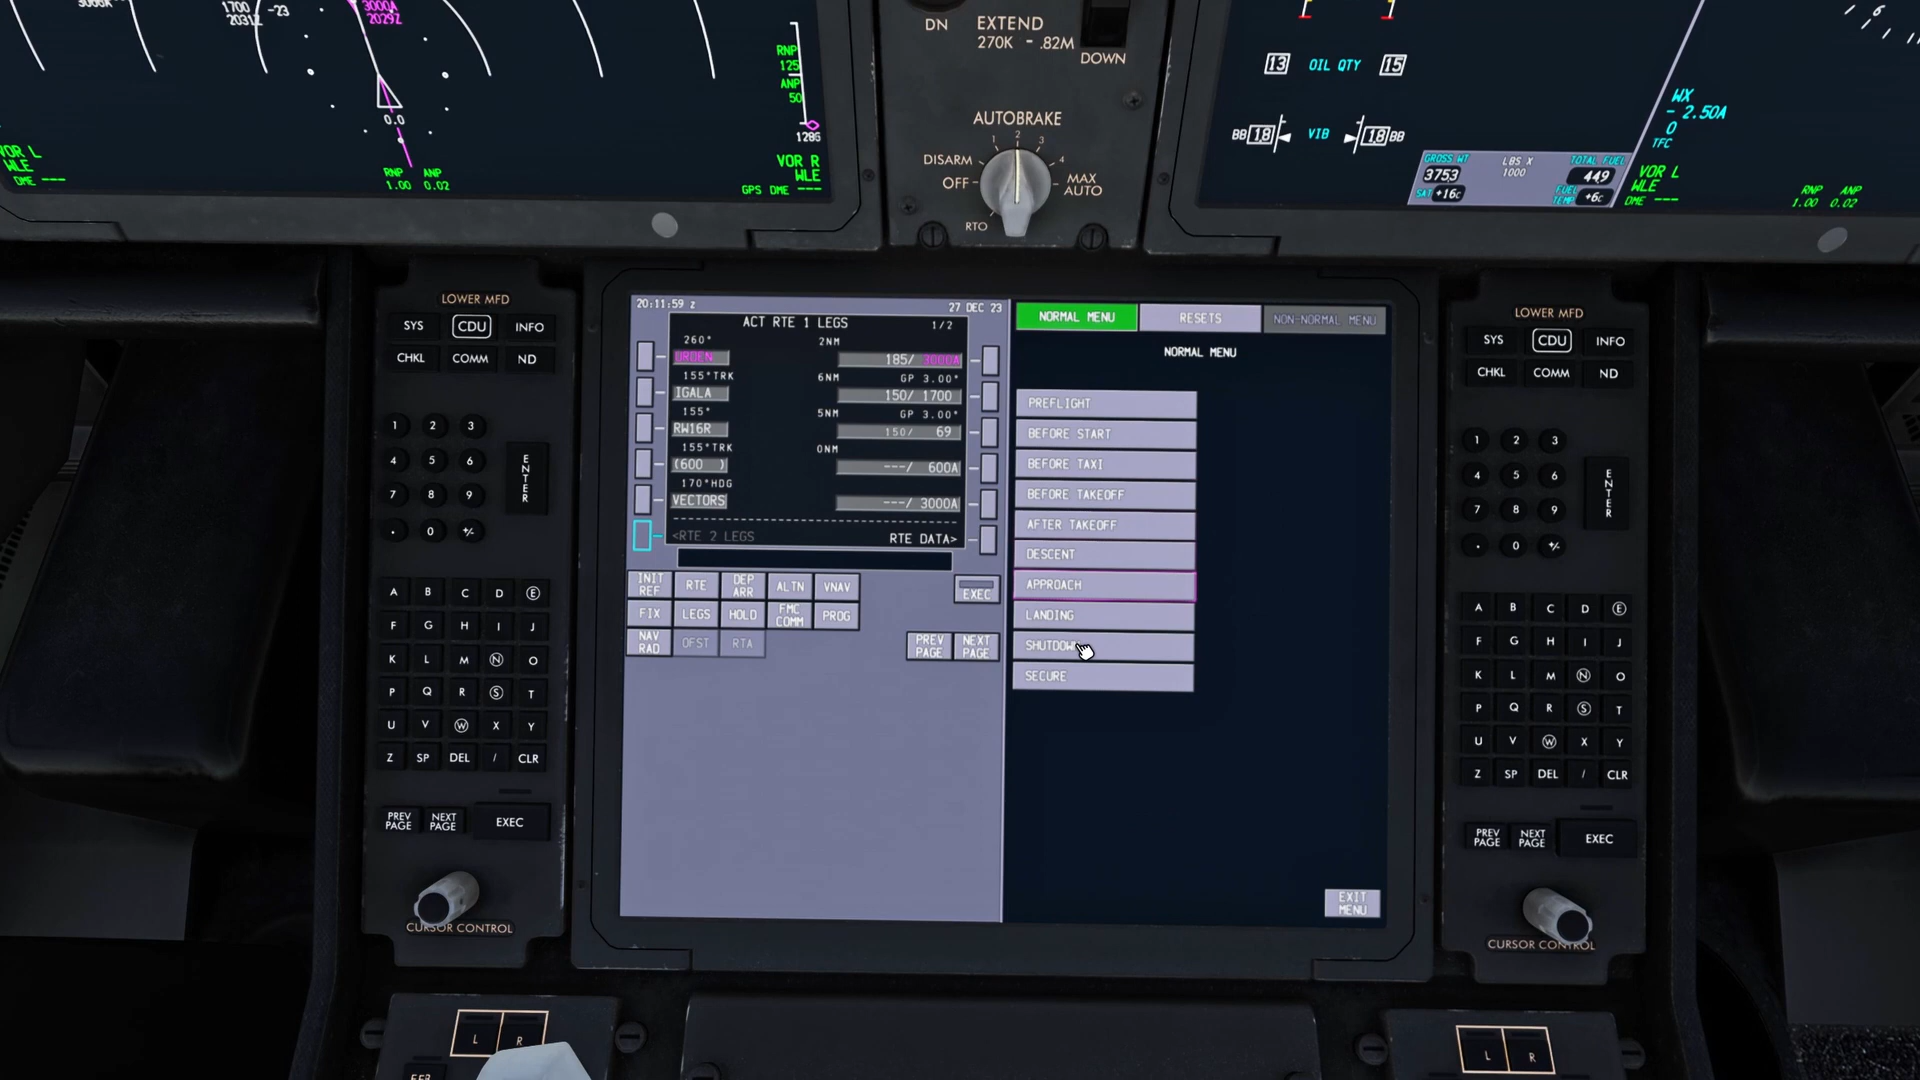 1700
2031Z
-23
3000A
2029Z
0.0
RNP
125
ANP
50
1286
VOR L
WLE
DME ---
RNP ANP
1.00 0.02
VOR R
WLE
GPS DME ---
DN
EXTEND
270K - .82M
DOWN
AUTOBRAKE
1 2 3 4
DISARM
OFF
MAX
AUTO
RTO
13 OIL QTY 15
BB 1.8 VIB 1.8 BB
WX
- 2.50A
0
TFC
GROSS WT
3753
SAT +16c
LBS X
1000
TOTAL FUEL
449
FUEL
TEMP +6c
VOR L
WLE
DME ---
RNP ANP
1.00 0.02
LOWER MFD
SYS CDU INFO
CHKL COMM ND
1 2 3
4 5 6
7 8 9
. 0 +/-
ENTER
A B C D E
F G H I J
K L M N O
P Q R S T
U V W X Y
Z SP DEL / CLR
PREV
PAGE
NEXT
PAGE
EXEC
CURSOR CONTROL
20:11:59 z
27 DEC 23
ACT RTE 1 LEGS 1/2
260° 2NM
185/ 3000A
155°TRK 6NM GP 3.00°
IGALA 150/ 1700
155° 5NM GP 3.00°
RW16R 150/ 69
155°TRK 0NM
(600 ) ---/ 600A
170°HDG
VECTORS ---/ 3000A
<RTE 2 LEGS RTE DATA>
INIT
REF
RTE
DEP
ARR
ALTN
VNAV
FIX
LEGS
HOLD
FMC
COMM
PROG
EXEC
NAV
RAD
OFST
RTA
PREV
PAGE
NEXT
PAGE
NORMAL MENU
RESETS
NON-NORMAL MENU
NORMAL MENU
PREFLIGHT
BEFORE START
BEFORE TAXI
BEFORE TAKEOFF
AFTER TAKEOFF
DESCENT
APPROACH
LANDING
SHUTDOWN
SECURE
EXIT
MENU
LOWER MFD
SYS CDU INFO
CHKL COMM ND
1 2 3
4 5 6
7 8 9
. 0 +/-
ENTER
A B C D E
F G H I J
K L M N O
P Q R S T
U V W X Y
Z SP DEL / CLR
PREV
PAGE
NEXT
PAGE
EXEC
CURSOR CONTROL
L R
L R